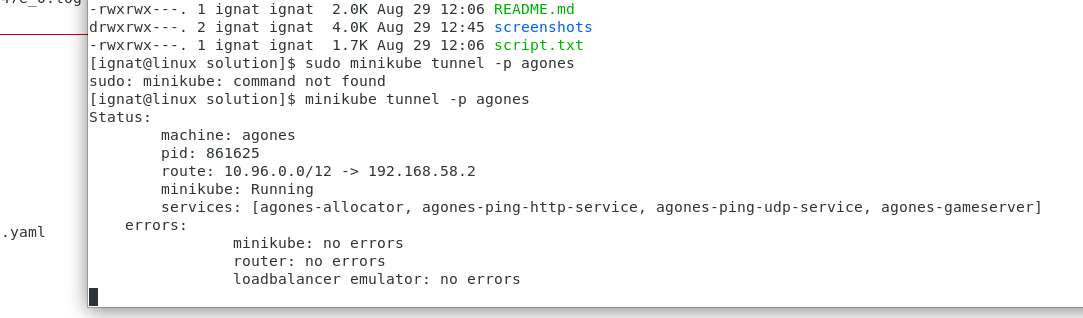 -rwxrwx---. 1 ignat ignat  2.0K Aug 29 12:06 README.md
drwxrwx---. 2 ignat ignat  4.0K Aug 29 12:45 screenshots
-rwxrwx---. 1 ignat ignat  1.7K Aug 29 12:06 script.txt
[ignat@linux solution]$ sudo minikube tunnel -p agones
sudo: minikube: command not found
[ignat@linux solution]$ minikube tunnel -p agones
Status:
        machine: agones
        pid: 861625
        route: 10.96.0.0/12 -> 192.168.58.2
        minikube: Running
        services: [agones-allocator, agones-ping-http-service, agones-ping-udp-service, agones-gameserver]
    errors:
                minikube: no errors
                router: no errors
                loadbalancer emulator: no errors
.yaml